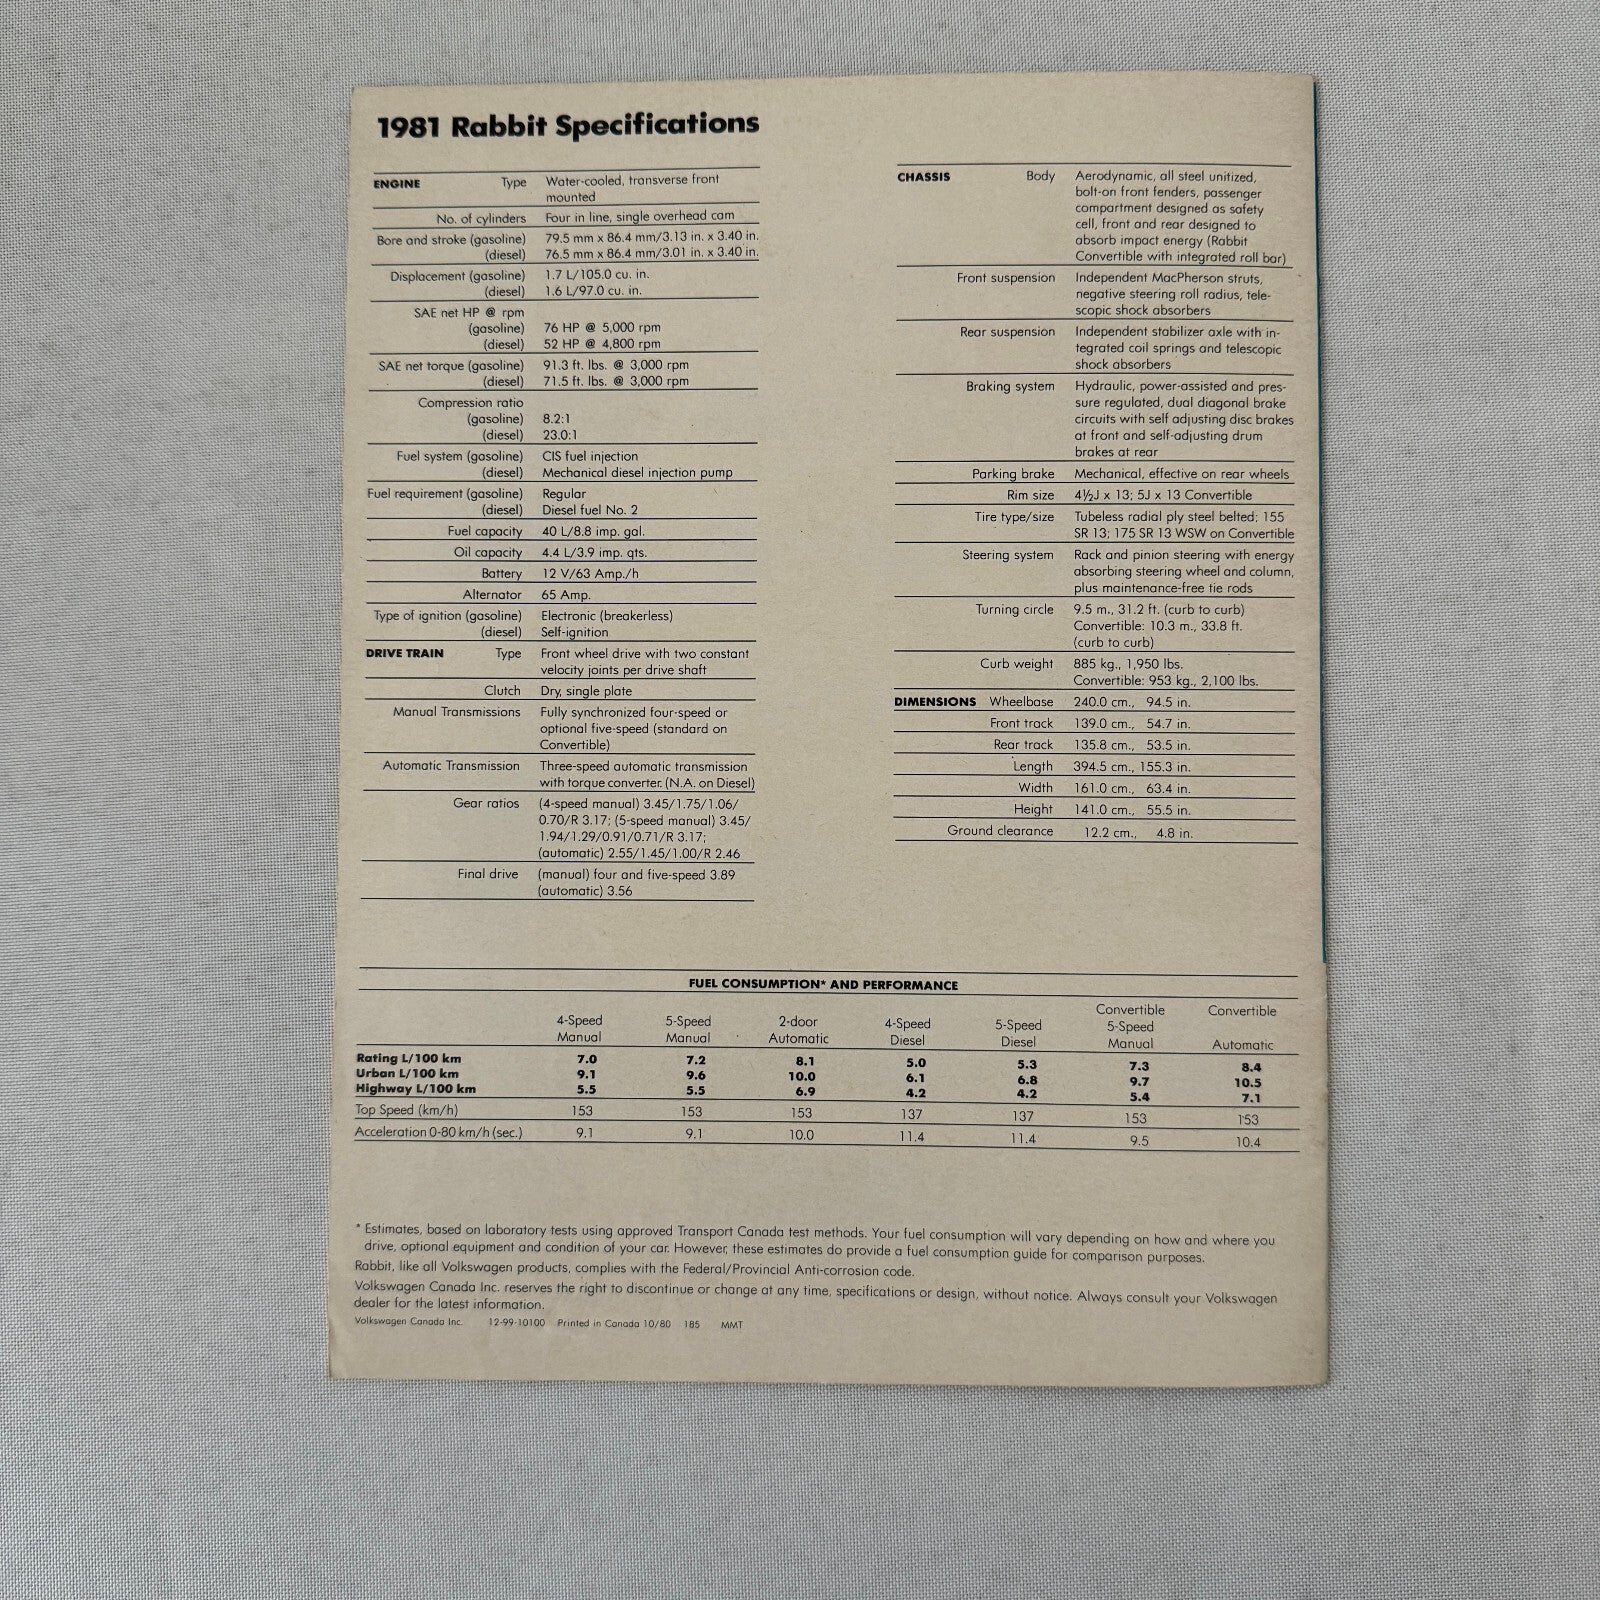 1981 Rabbit Specifications
ENGINE Type Water-cooled, transverse front
mounted
No. of cylinders Four in line, single overhead cam
Bore and stroke (gasoline) 79.5 mm x 86.4 mm/3.13 in. x 3.40 in.
(diesel) 76.5 mm x 86.4 mm/3.01 in. x 3.40 in.
Displacement (gasoline) 1.7 L/105.0 cu. in.
(diesel) 1.6 L/97.0 cu. in.
SAE net HP @ rpm
(gasoline) 76 HP @ 5,000 rpm
(diesel) 52 HP @ 4,800 rpm
SAE net torque (gasoline) 91.3 ft. lbs. @ 3,000 rpm
(diesel) 71.5 ft. lbs. @ 3,000 rpm
Compression ratio
(gasoline) 8.2:1
(diesel) 23.0:1
Fuel system (gasoline) CIS fuel injection
(diesel) Mechanical diesel injection pump
Fuel requirement (gasoline) Regular
(diesel) Diesel fuel No. 2
Fuel capacity 40 L/8.8 imp. gal.
Oil capacity 4.4 L/3.9 imp. qts.
Battery 12 V/63 Amp./h
Alternator 65 Amp.
Type of ignition (gasoline) Electronic (breakerless)
(diesel) Self-ignition
DRIVE TRAIN Type Front wheel drive with two constant
velocity joints per drive shaft
Clutch Dry, single plate
Manual Transmissions Fully synchronized four-speed or
optional five-speed (standard on
Convertible)
Automatic Transmission Three-speed automatic transmission
with torque converter. (N.A. on Diesel)
Gear ratios (4-speed manual) 3.45/1.75/1.06/
0.70/R 3.17; (5-speed manual) 3.45/
1.94/1.29/0.91/0.71/R 3.17;
(automatic) 2.55/1.45/1.00/R 2.46
Final drive (manual) four and five-speed 3.89
(automatic) 3.56
CHASSIS Body Aerodynamic, all steel unitized,
bolt-on front fenders, passenger
compartment designed as safety
cell, front and rear designed to
absorb impact energy (Rabbit
Convertible with integrated roll bar)
Front suspension Independent MacPherson struts,
negative steering roll radius, tele-
scopic shock absorbers
Rear suspension Independent stabilizer axle with in-
tegrated coil springs and telescopic
shock absorbers
Braking system Hydraulic, power-assisted and pres-
sure regulated, dual diagonal brake
circuits with self adjusting disc brakes
at front and self-adjusting drum
brakes at rear
Parking brake Mechanical, effective on rear wheels
Rim size 4½J x 13; 5J x 13 Convertible
Tire type/size Tubeless radial ply steel belted; 155
SR 13; 175 SR 13 WSW on Convertible
Steering system Rack and pinion steering with energy
absorbing steering wheel and column,
plus maintenance-free tie rods
Turning circle 9.5 m., 31.2 ft. (curb to curb)
Convertible: 10.3 m., 33.8 ft.
(curb to curb)
Curb weight 885 kg., 1,950 lbs.
Convertible: 953 kg., 2,100 lbs.
DIMENSIONS Wheelbase 240.0 cm., 94.5 in.
Front track 139.0 cm., 54.7 in.
Rear track 135.8 cm., 53.5 in.
Length 394.5 cm., 155.3 in.
Width 161.0 cm., 63.4 in.
Height 141.0 cm., 55.5 in.
Ground clearance 12.2 cm., 4.8 in.
FUEL CONSUMPTION* AND PERFORMANCE
Convertible Convertible
4-Speed 5-Speed 2-door 4-Speed 5-Speed 5-Speed
Manual Manual Automatic Diesel Diesel Manual Automatic
Rating L/100 km 7.0 7.2 8.1 5.0 5.3 7.3 8.4
Urban L/100 km 9.1 9.6 10.0 6.1 6.8 9.7 10.5
Highway L/100 km 5.5 5.5 6.9 4.2 4.2 5.4 7.1
Top Speed (km/h) 153 153 153 137 137 153 153
Acceleration 0-80 km/h (sec.) 9.1 9.1 10.0 11.4 11.4 9.5 10.4
* Estimates, based on laboratory tests using approved Transport Canada test methods. Your fuel consumption will vary depending on how and where you
drive, optional equipment and condition of your car. However, these estimates do provide a fuel consumption guide for comparison purposes.
Rabbit, like all Volkswagen products, complies with the Federal/Provincial Anti-corrosion code.
Volkswagen Canada Inc. reserves the right to discontinue or change at any time, specifications or design, without notice. Always consult your Volkswagen
dealer for the latest information.
Volkswagen Canada Inc. 12-99-10100 Printed in Canada 10/80 185 MMT